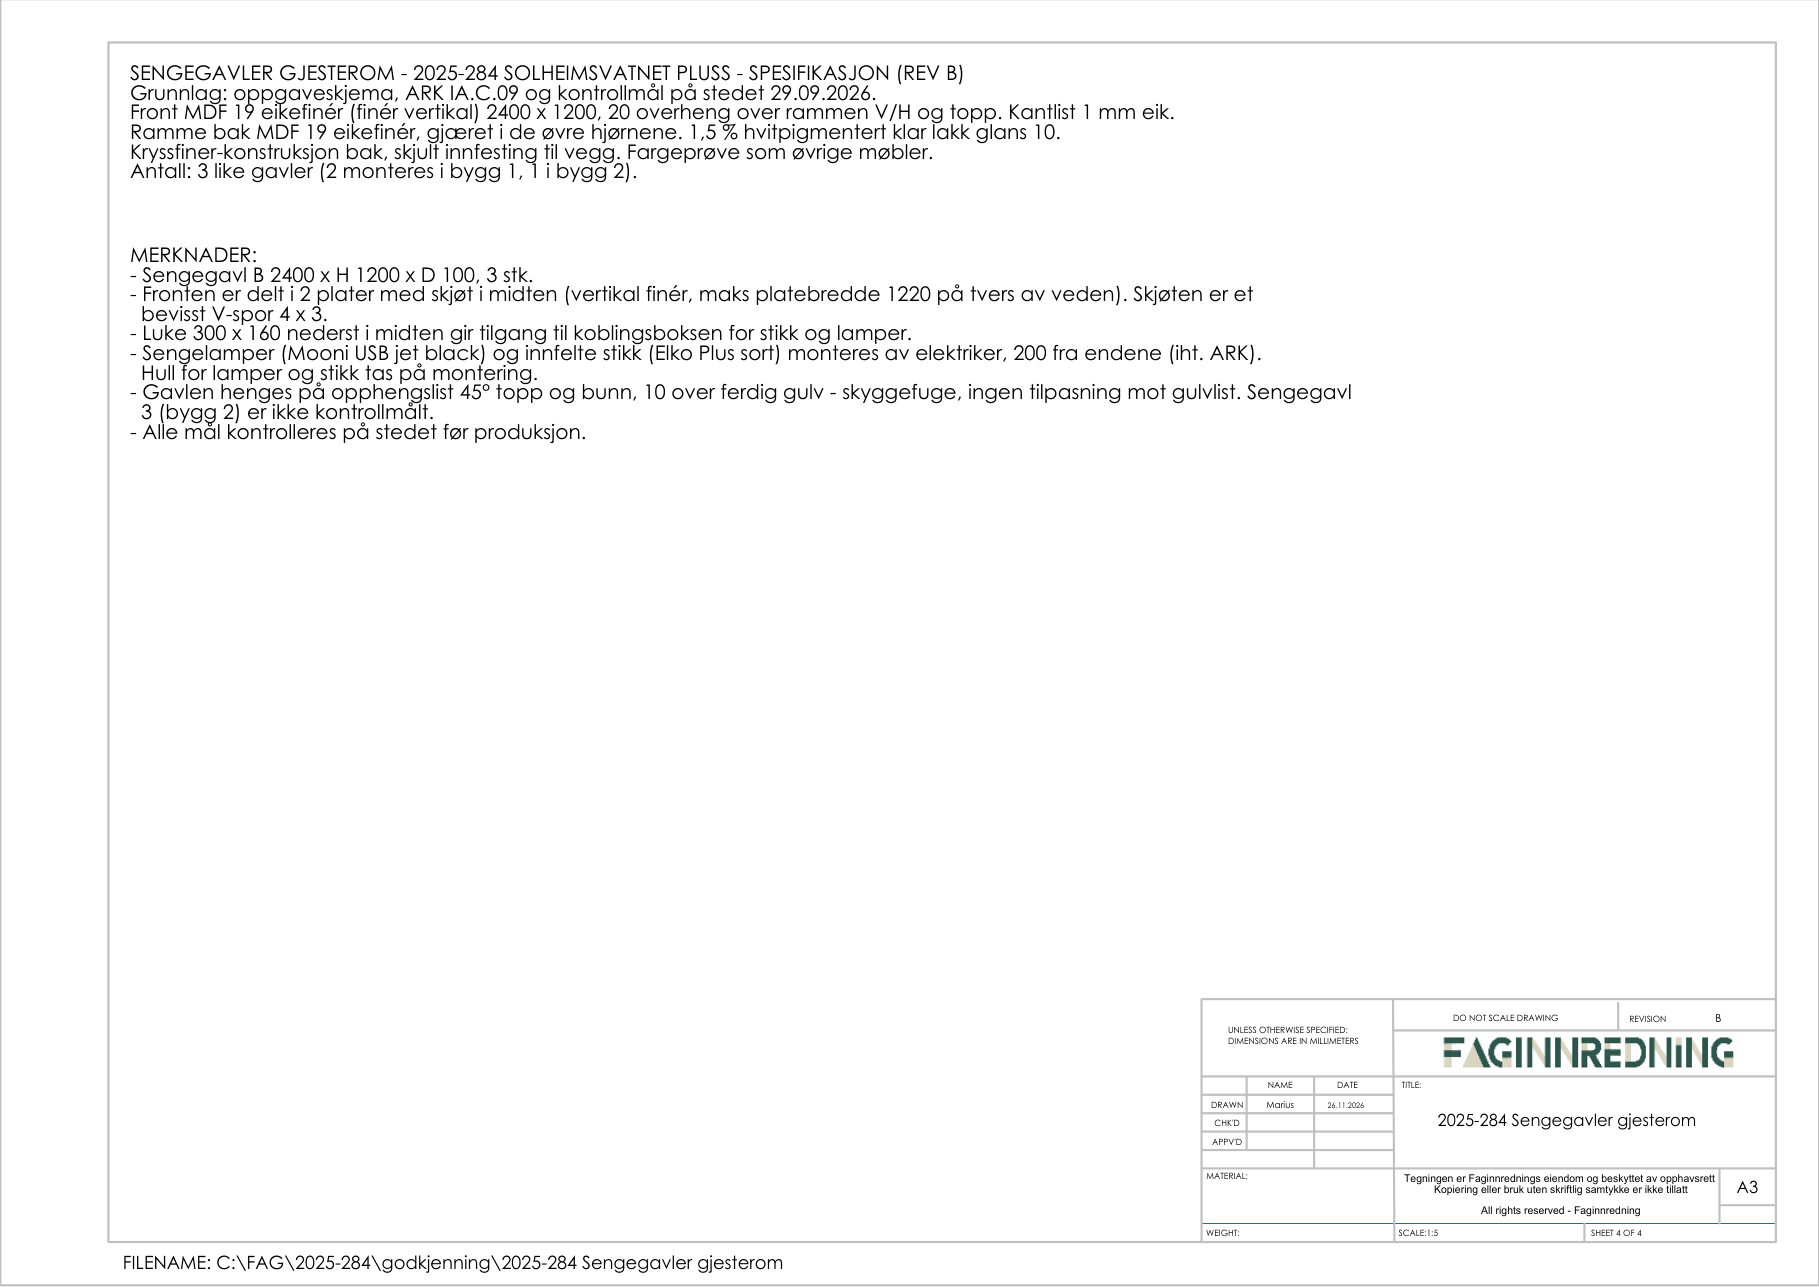 SENGEGAVLER GJESTEROM - 2025-284 SOLHEIMSVATNET PLUSS - SPESIFIKASJON (REV B)
Grunnlag: oppgaveskjema, ARK IA.C.09 og kontrollmål på stedet 29.09.2026.
Front MDF 19 eikefinér (finér vertikal) 2400 x 1200, 20 overheng over rammen V/H og topp. Kantlist 1 mm eik.
Ramme bak MDF 19 eikefinér, gjæret i de øvre hjørnene. 1,5 % hvitpigmentert klar lakk glans 10.
Kryssfiner-konstruksjon bak, skjult innfesting til vegg. Fargeprøve som øvrige møbler.
Antall: 3 like gavler (2 monteres i bygg 1, 1 i bygg 2).
MERKNADER:
- Sengegavl B 2400 x H 1200 x D 100, 3 stk.
- Fronten er delt i 2 plater med skjøt i midten (vertikal finér, maks platebredde 1220 på tvers av veden). Skjøten er et
bevisst V-spor 4 x 3.
- Luke 300 x 160 nederst i midten gir tilgang til koblingsboksen for stikk og lamper.
- Sengelamper (Mooni USB jet black) og innfelte stikk (Elko Plus sort) monteres av elektriker, 200 fra endene (iht. ARK).
Hull for lamper og stikk tas på montering.
- Gavlen henges på opphengslist 45° topp og bunn, 10 over ferdig gulv - skyggefuge, ingen tilpasning mot gulvlist. Sengegavl
3 (bygg 2) er ikke kontrollmålt.
- Alle mål kontrolleres på stedet før produksjon.
UNLESS OTHERWISE SPECIFIED:
DIMENSIONS ARE IN MILLIMETERS
DO NOT SCALE DRAWING
REVISION B
FAGINNREDNING
NAME DATE
DRAWN Marius 26.11.2026
CHK'D
APPV'D
TITLE:
2025-284 Sengegavler gjesterom
MATERIAL:
Tegningen er Faginnrednings eiendom og beskyttet av opphavsrett
Kopiering eller bruk uten skriftlig samtykke er ikke tillatt
All rights reserved - Faginnredning
A3
WEIGHT:
SCALE:1:5
SHEET 4 OF 4
FILENAME: C:\FAG\2025-284\godkjenning\2025-284 Sengegavler gjesterom